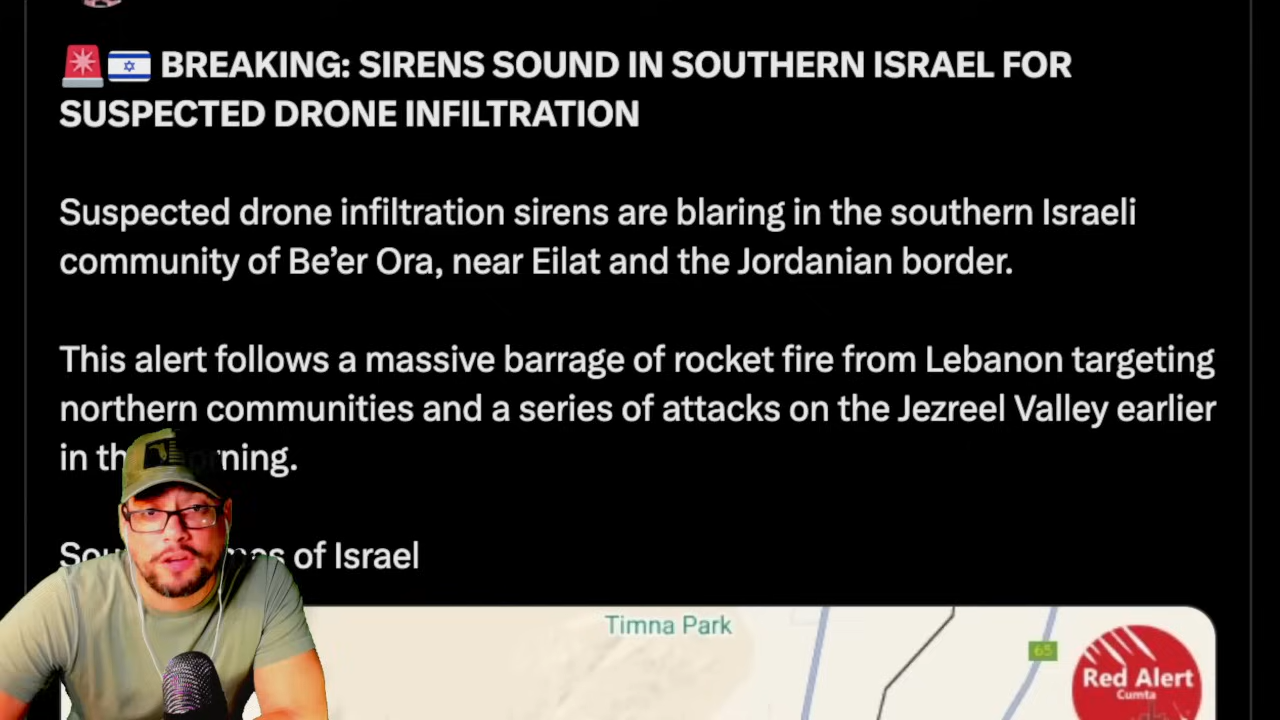 BREAKING: SIRENS SOUND IN SOUTHERN ISRAEL FOR
SUSPECTED DRONE INFILTRATION
Suspected drone infiltration sirens are blaring in the southern Israeli
community of Be’er Ora, near Eilat and the Jordanian border.
This alert follows a massive barrage of rocket fire from Lebanon targeting
northern communities and a series of attacks on the Jezreel Valley earlier
in
of Israel
Timna Park
65
Red Alert
Cumta